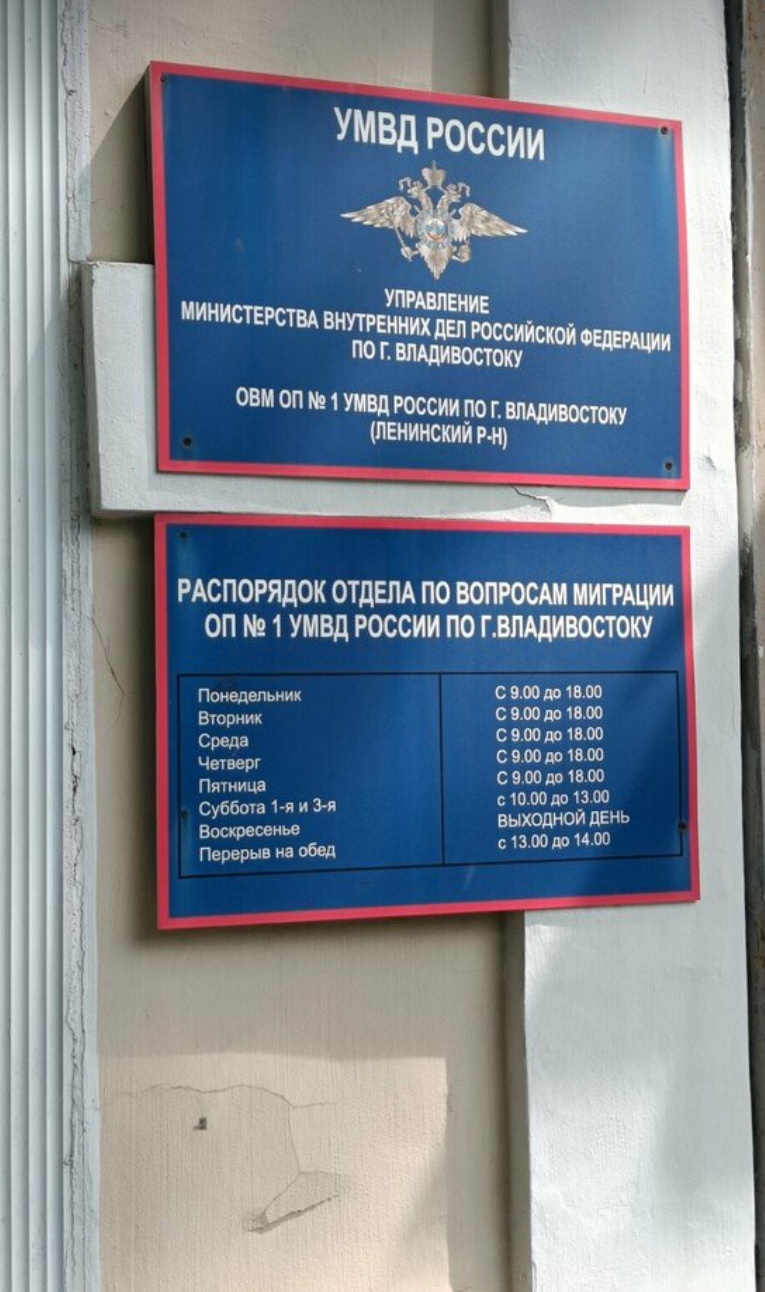 УМВД РОССИИ
УПРАВЛЕНИЕ
МИНИСТЕРСТВА ВНУТРЕННИХ ДЕЛ РОССИЙСКОЙ ФЕДЕРАЦИИ
ПО Г. ВЛАДИВОСТОКУ
ОВМ ОП № 1 УМВД РОССИИ ПО Г. ВЛАДИВОСТОКУ
(ЛЕНИНСКИЙ Р-Н)
РАСПОРЯДОК ОТДЕЛА ПО ВОПРОСАМ МИГРАЦИИ
ОП № 1 УМВД РОССИИ ПО Г.ВЛАДИВОСТОКУ
Понедельник С 9.00 до 18.00
Вторник С 9.00 до 18.00
Среда С 9.00 до 18.00
Четверг С 9.00 до 18.00
Пятница С 9.00 до 18.00
Суббота 1-я и 3-я с 10.00 до 13.00
Воскресенье ВЫХОДНОЙ ДЕНЬ
Перерыв на обед с 13.00 до 14.00